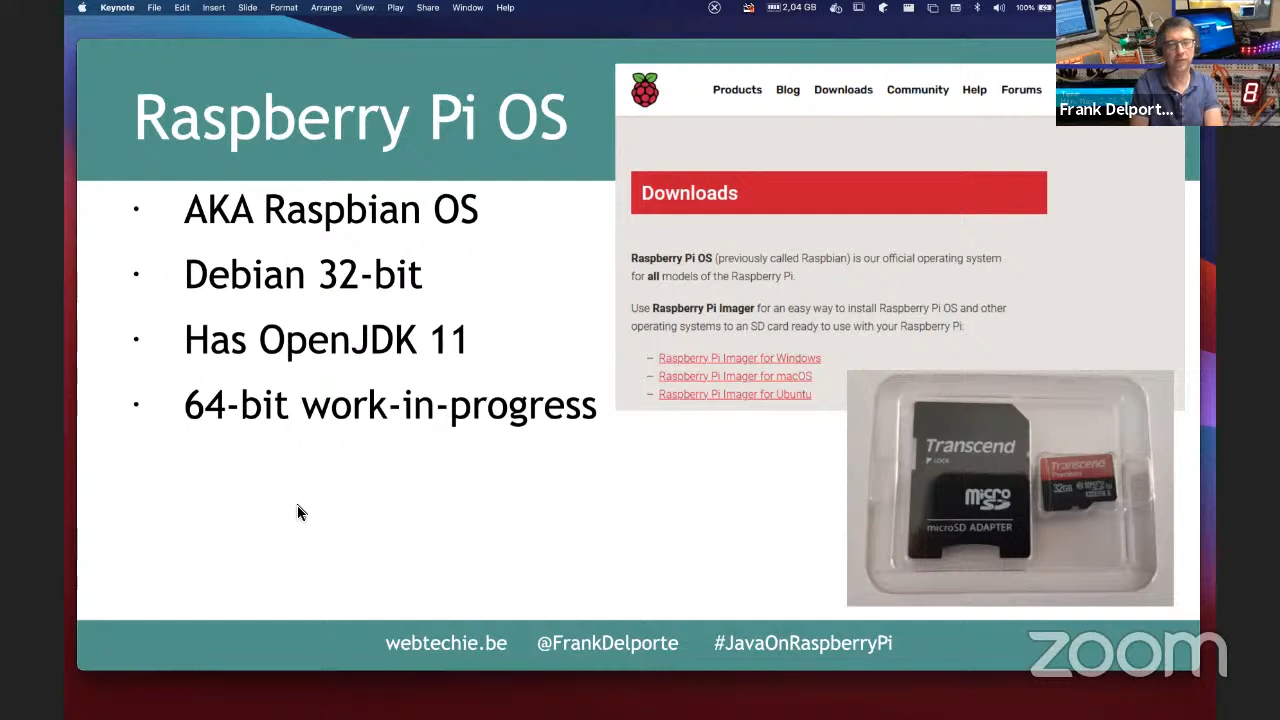 Keynote File Edit Insert Slide Format Arrange View Play Share Window Help 2,04 GB 100%
Raspberry Pi OS
· AKA Raspbian OS
· Debian 32-bit
· Has OpenJDK 11
· 64-bit work-in-progress
Products Blog Downloads Community Help Forums
Downloads
Raspberry Pi OS (previously called Raspbian) is our official operating system
for all models of the Raspberry Pi.
Use Raspberry Pi Imager for an easy way to install Raspberry Pi OS and other
operating systems to an SD card ready to use with your Raspberry Pi:
– Raspberry Pi Imager for Windows
– Raspberry Pi Imager for macOS
– Raspberry Pi Imager for Ubuntu
Frank Delport...
8
Transcend
LOCK
micro
SD
microSD ADAPTER
Transcend
Premium
32GB
webtechie.be @FrankDelporte #JavaOnRaspberryPi
zoom